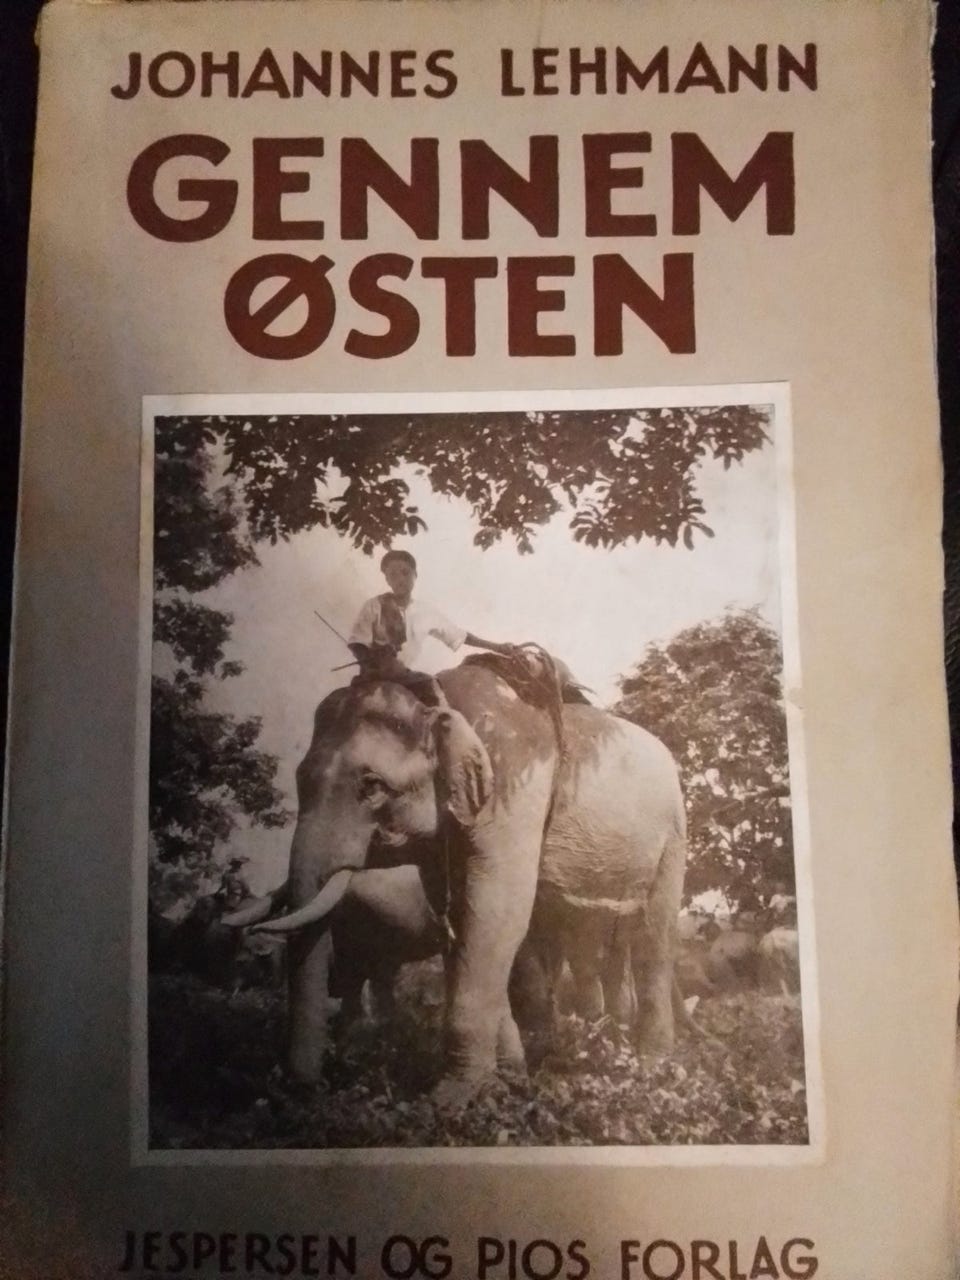 JOHANNES LEHMANN
GENNEM
ØSTEN
JESPERSEN OG PIOS FORLAG